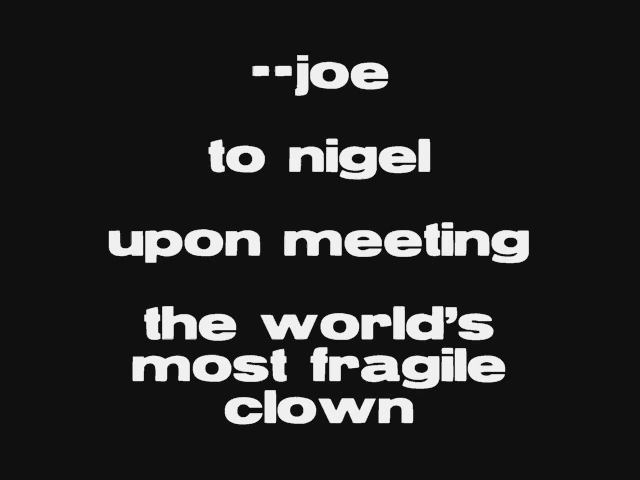 --joe
to nigel
upon meeting
the world's
most fragile
clown